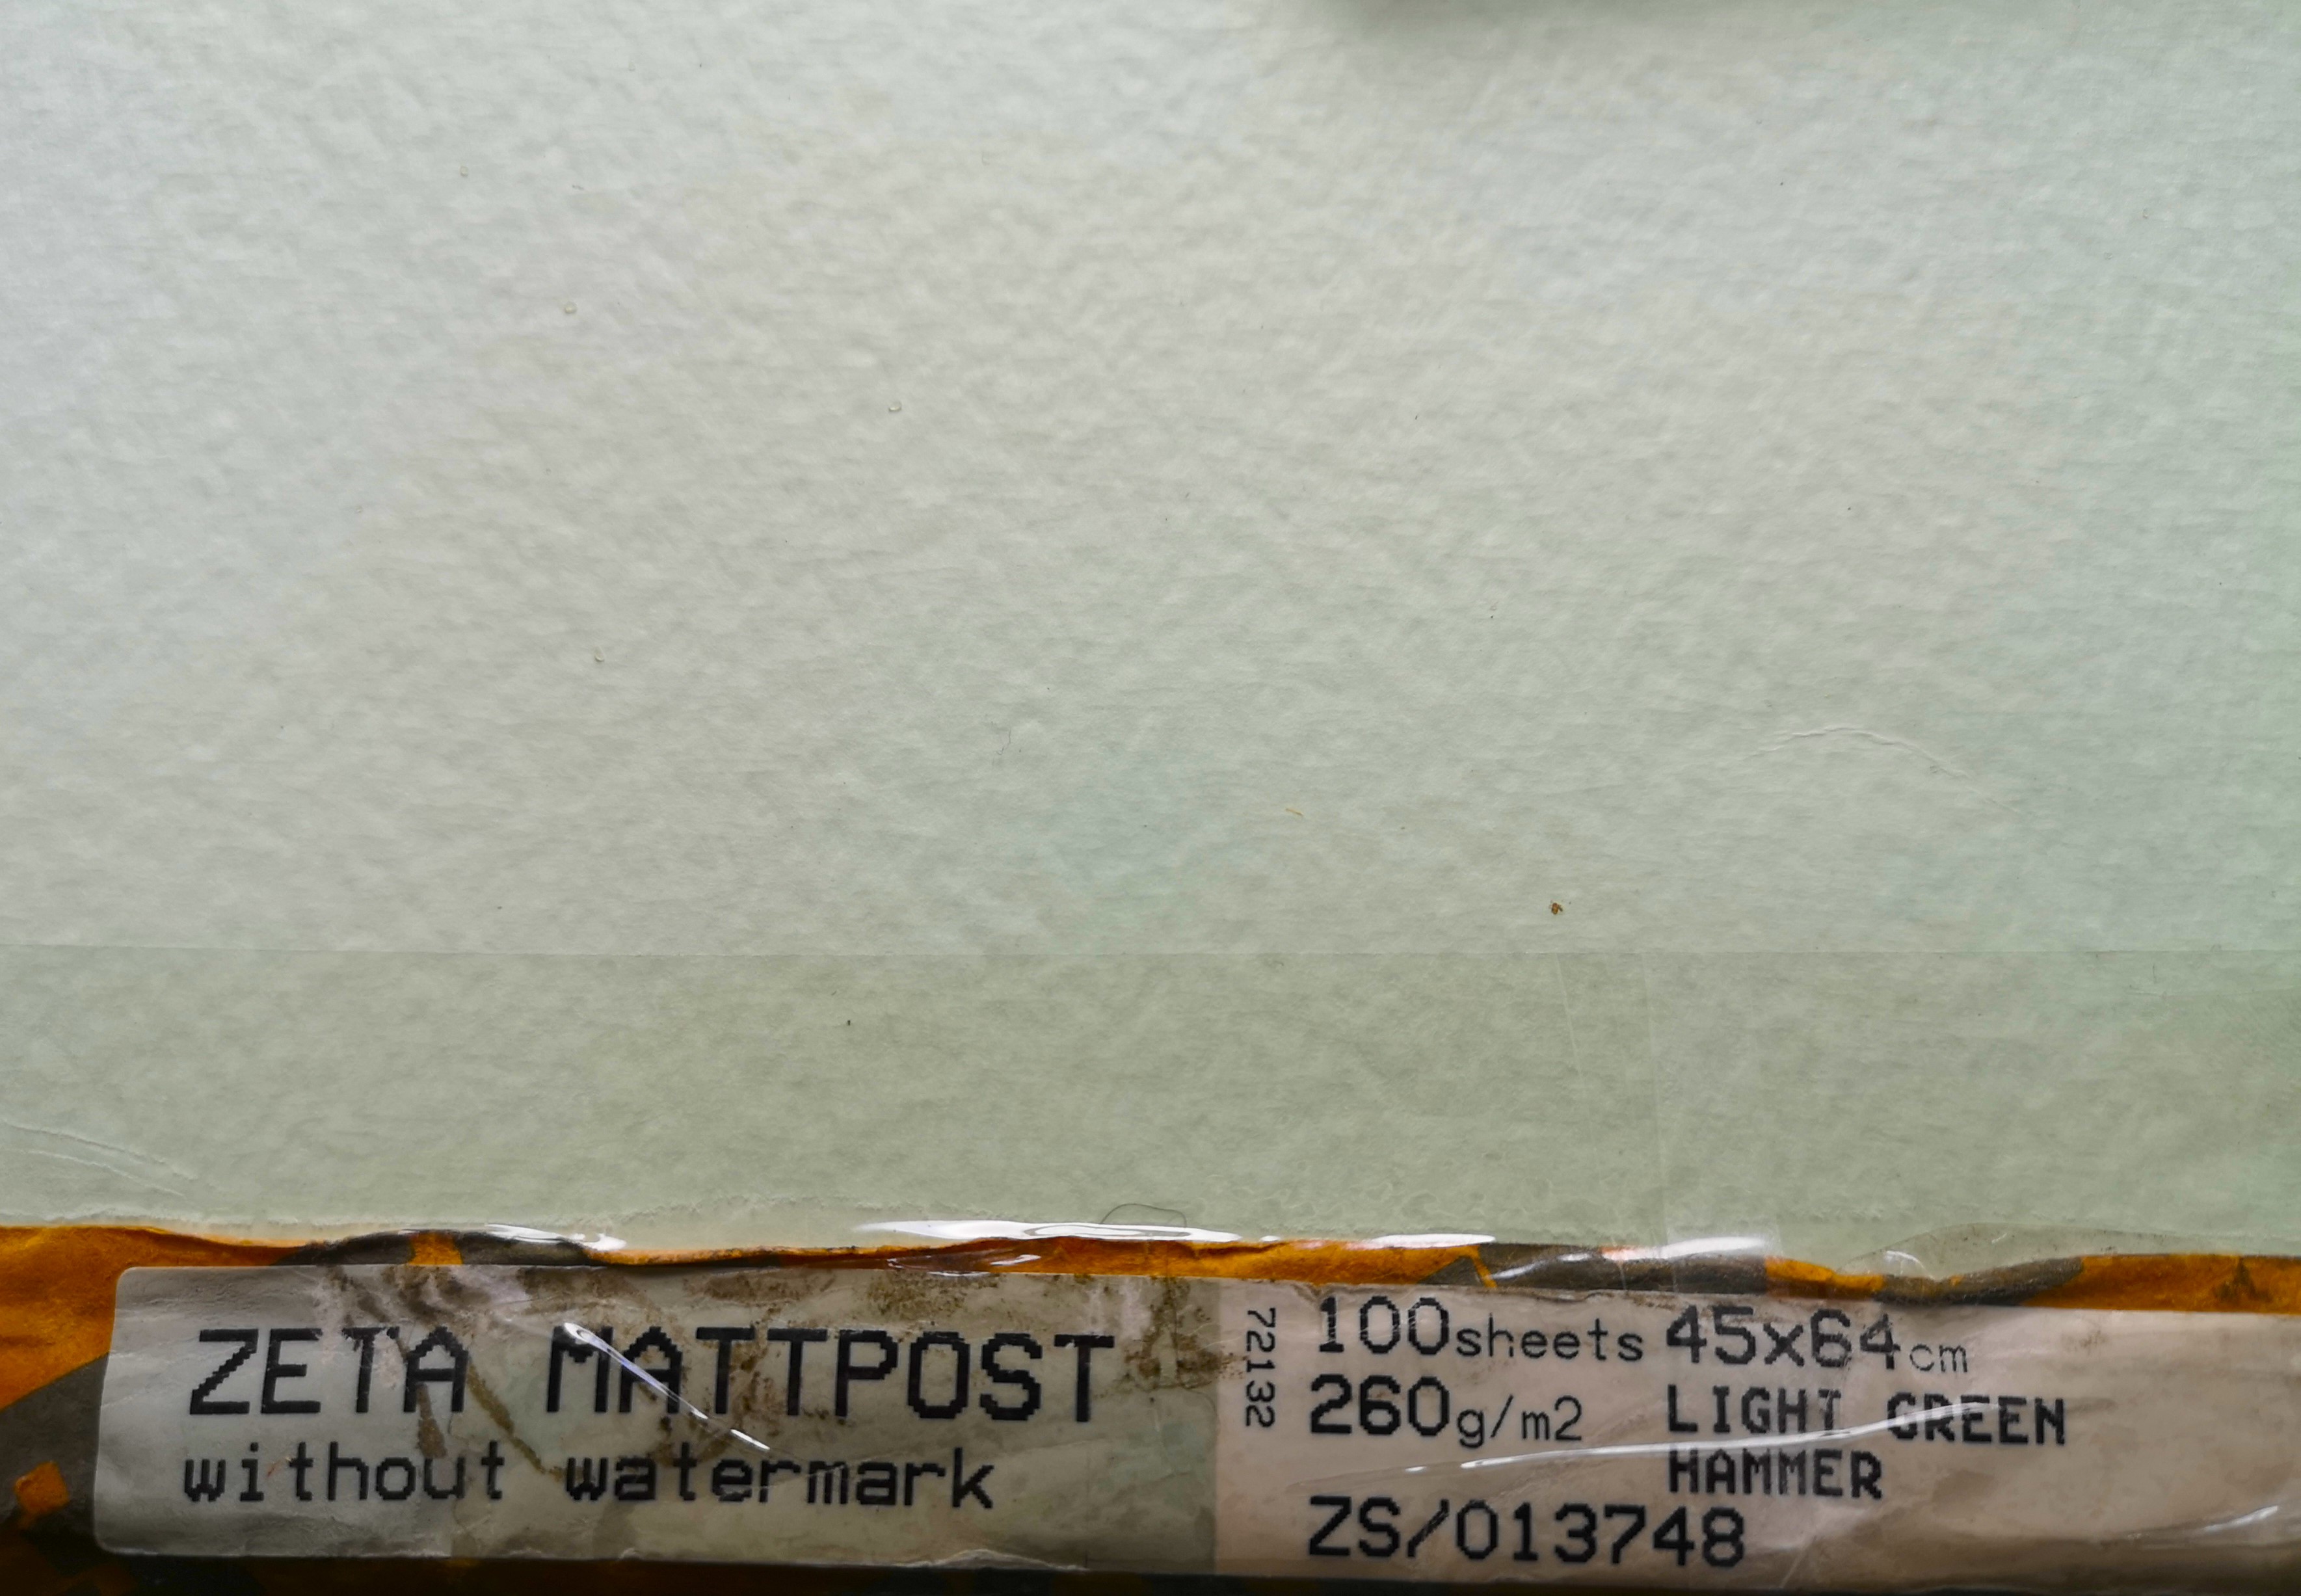 ZETA MATTPOST
without watermark
72132
100sheets 45x64cm
260g/m2 LIGHT GREEN
HAMMER
ZS/013748